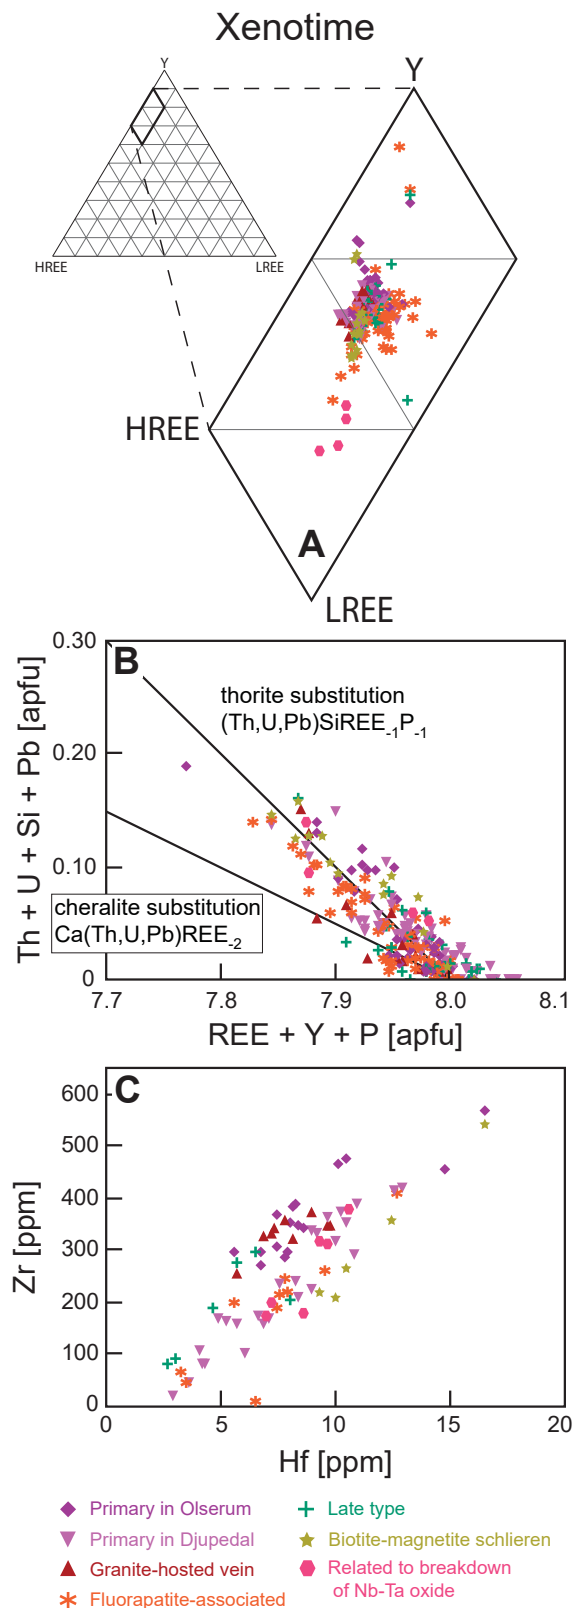 Xenotime
Y
Y
HREE
LREE
HREE
A
LREE
0.30
B
thorite substitution
(Th,U,Pb)SiREE-1P-1
0.20
0.10
cheralite substitution
Ca(Th,U,Pb)REE-2
0
7.7
7.8
7.9
8.0
8.1
Th + U + Si + Pb [apfu]
REE + Y + P [apfu]
C
600
500
400
300
200
100
0
Zr [ppm]
0
5
10
15
20
Hf [ppm]
Primary in Olserum
Late type
Primary in Djupedal
Biotite-magnetite schlieren
Granite-hosted vein
Related to breakdown
of Nb-Ta oxide
Fluorapatite-associated